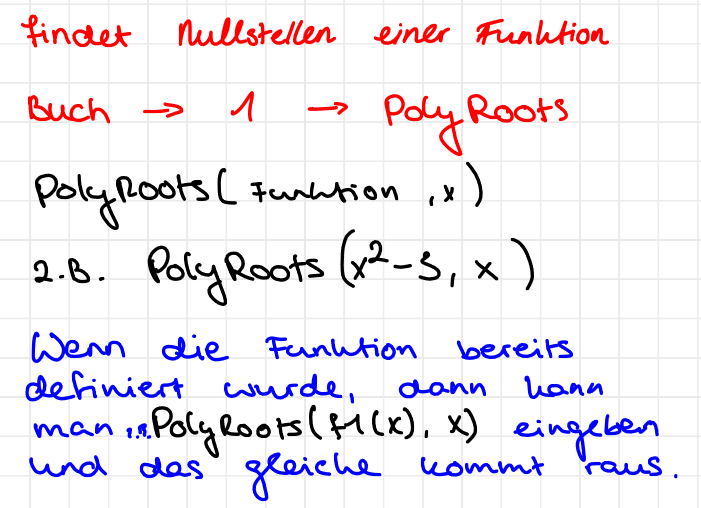 findet Nullstellen einer Funktion
Buch → 1 → PolyRoots
PolyRoots( Funktion , x )
z.B. PolyRoots (x²-3, x )
Wenn die Funktion bereits
definiert wurde, dann kann
man PolyRoots(f1(x), x) eingeben
und das gleiche kommt raus.